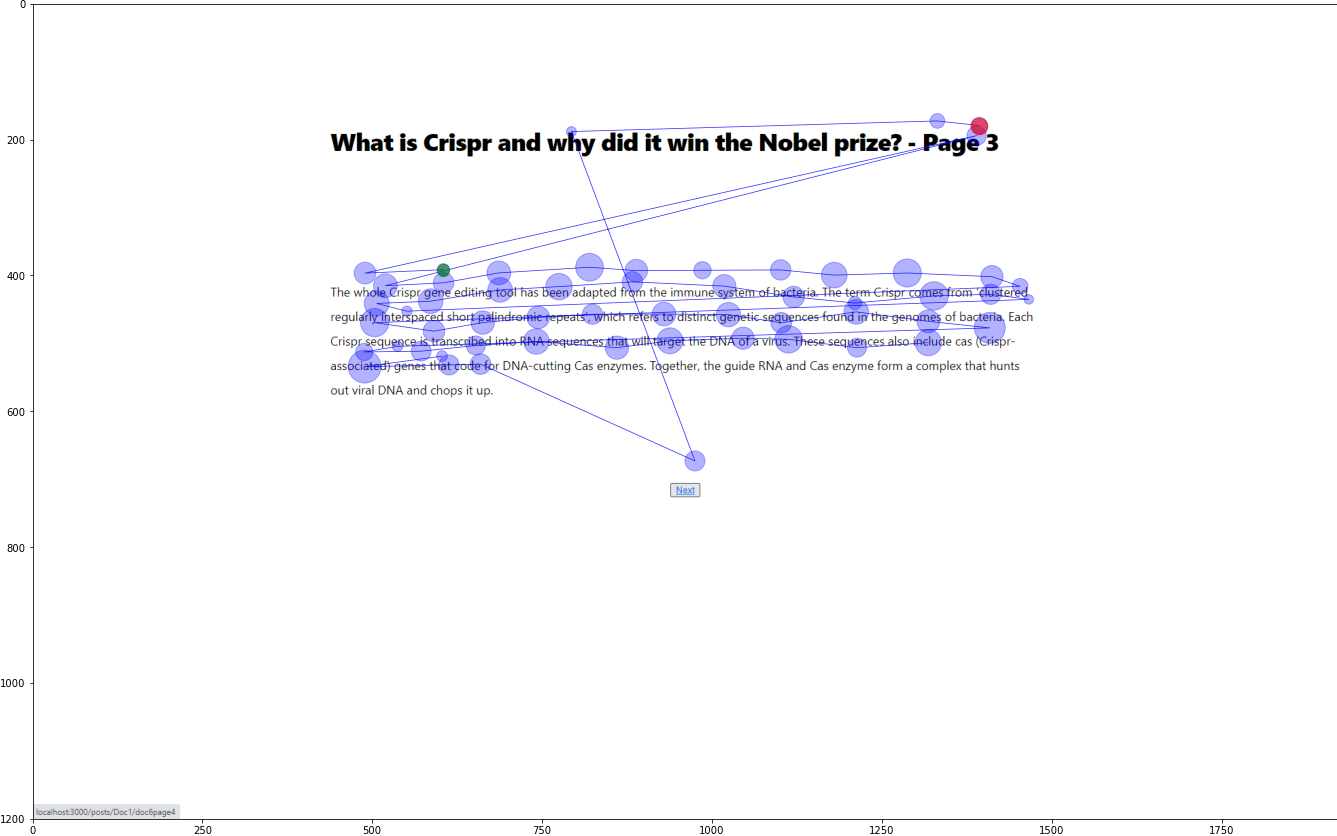 0
200
400
600
800
1000
1200
What is Crispr and why did it win the Nobel prize? - Page 3
The whole Crispr gene editing tool has been adapted from the immune system of bacteria. The term Crispr comes from 'clustered
regularly interspaced short palindromic repeats', which refers to distinct genetic sequences found in the genomes of bacteria. Each
Crispr sequence is transcribed into RNA sequences that will target the DNA of a virus. These sequences also include cas (Crispr-
associated) genes that code for DNA-cutting Cas enzymes. Together, the guide RNA and Cas enzyme form a complex that hunts
out viral DNA and chops it up.
Next
localhost:3000/posts/Doc1/doc6page4
0 250 500 750 1000 1250 1500 1750